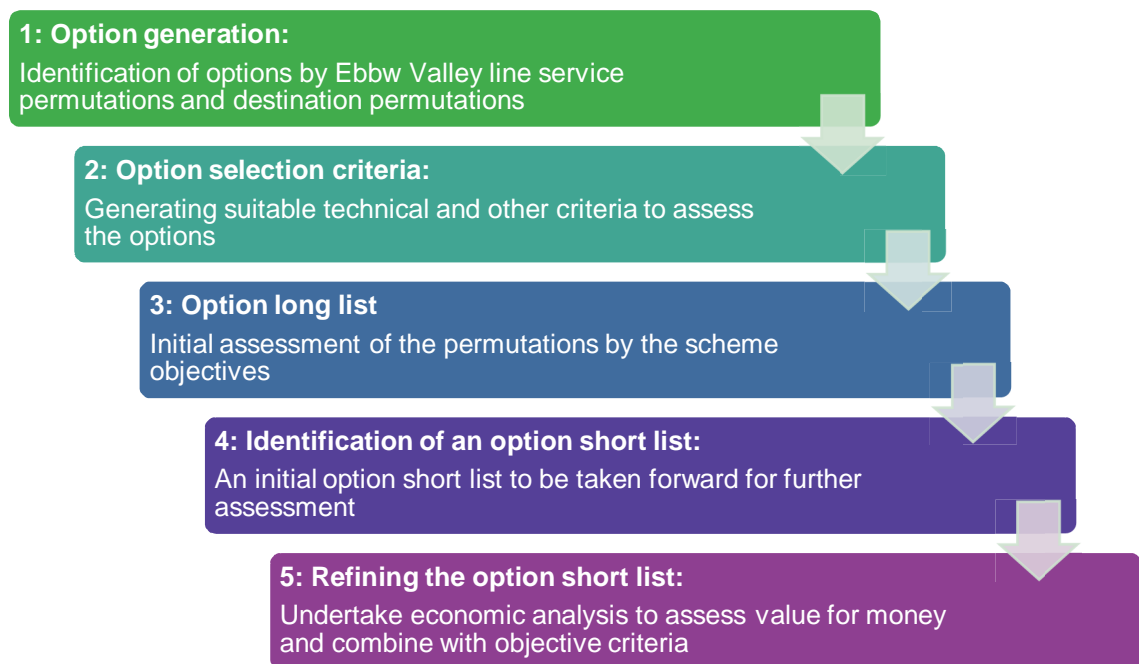 1: Option generation:
Identification of options by Ebbw Valley line service
permutations and destination permutations
2: Option selection criteria:
Generating suitable technical and other criteria to assess
the options
3: Option long list
Initial assessment of the permutations by the scheme
objectives
4: Identification of an option short list:
An initial option short list to be taken forward for further
assessment
5: Refining the option short list:
Undertake economic analysis to assess value for money
and combine with objective criteria